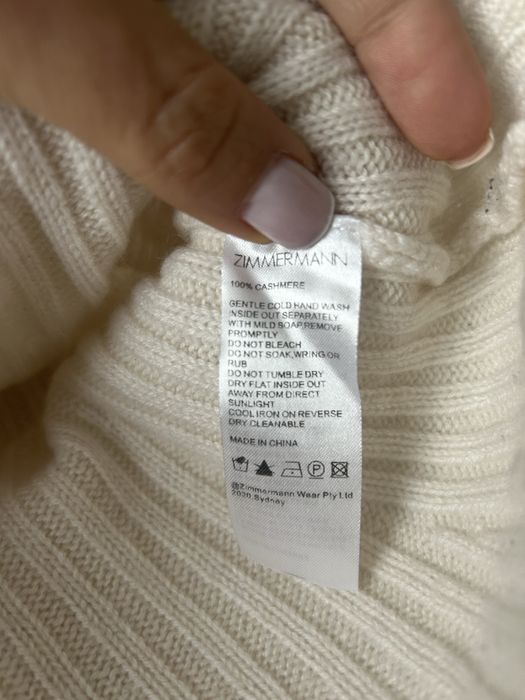 ZIMMERMANN
100% CASHMERE
GENTLE COLD HAND WASH
INSIDE OUT SEPARATELY
WITH MILD SOAP,REMOVE
PROMPTLY
DO NOT BLEACH
DO NOT SOAK,WRING OR
RUB
DO NOT TUMBLE DRY
DRY FLAT INSIDE OUT
AWAY FROM DIRECT
SUNLIGHT
COOL IRON ON REVERSE
DRY CLEANABLE
MADE IN CHINA
P
@Zimmermann Wear Pty Ltd
2020 Sydney